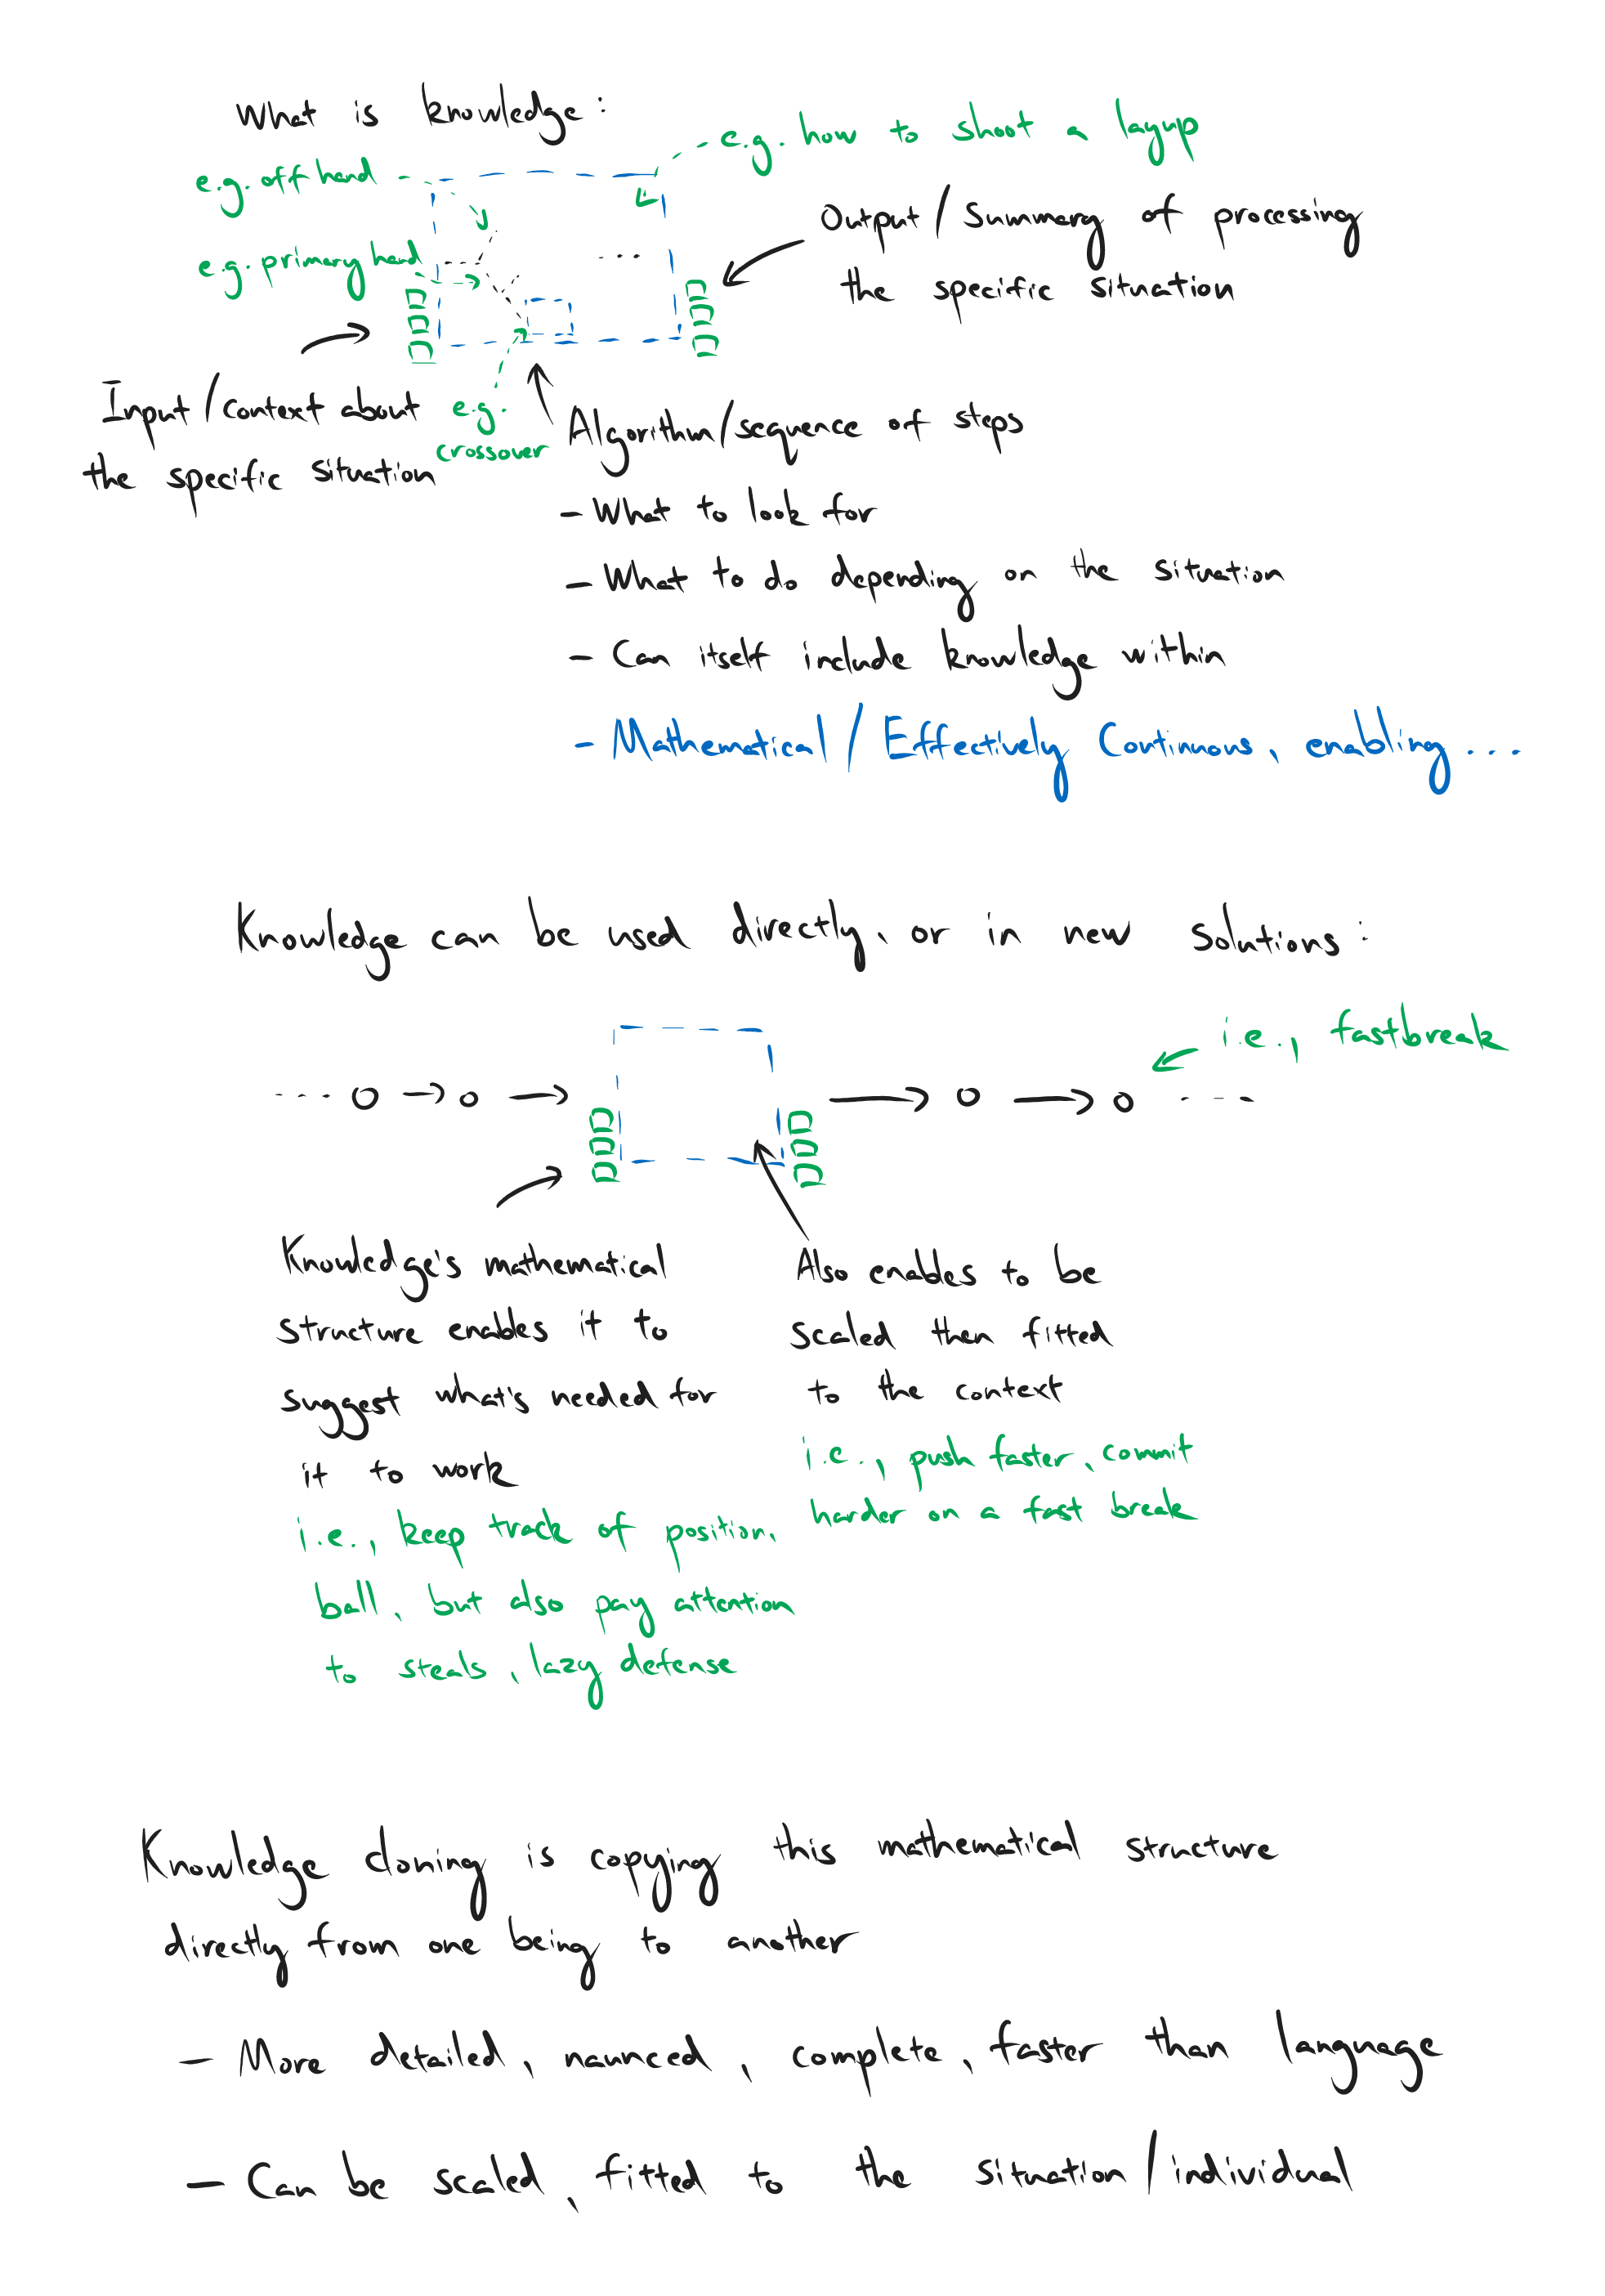 What is knowledge:
e.g. how to shoot a layup
e.g. off hand
Output/Summary of processing
the specific situation
e.g. primary hand
...
Input/context about
the specific situation
e.g.
crossover
Algorithm/sequence of steps
- What to look for
- What to do depending on the situation
- Can itself include knowledge within
- Mathematical / Effectively Continuous, enabling ...
Knowledge can be used directly, or in new solutions:
i.e., fastbreak
Knowledge's mathematical
structure enables it to
suggest what's needed for
it to work
i.e., keep track of position,
ball, but also pay attention
to steals, lazy defense
Also enables to be
scaled then fitted
to the context
i.e., push faster, commit
harder on a fast break
Knowledge cloning is copying this mathematical structure
directly from one being to another
- More detailed, naunced, complete, faster than language
- Can be scaled, fitted to the situation/individual